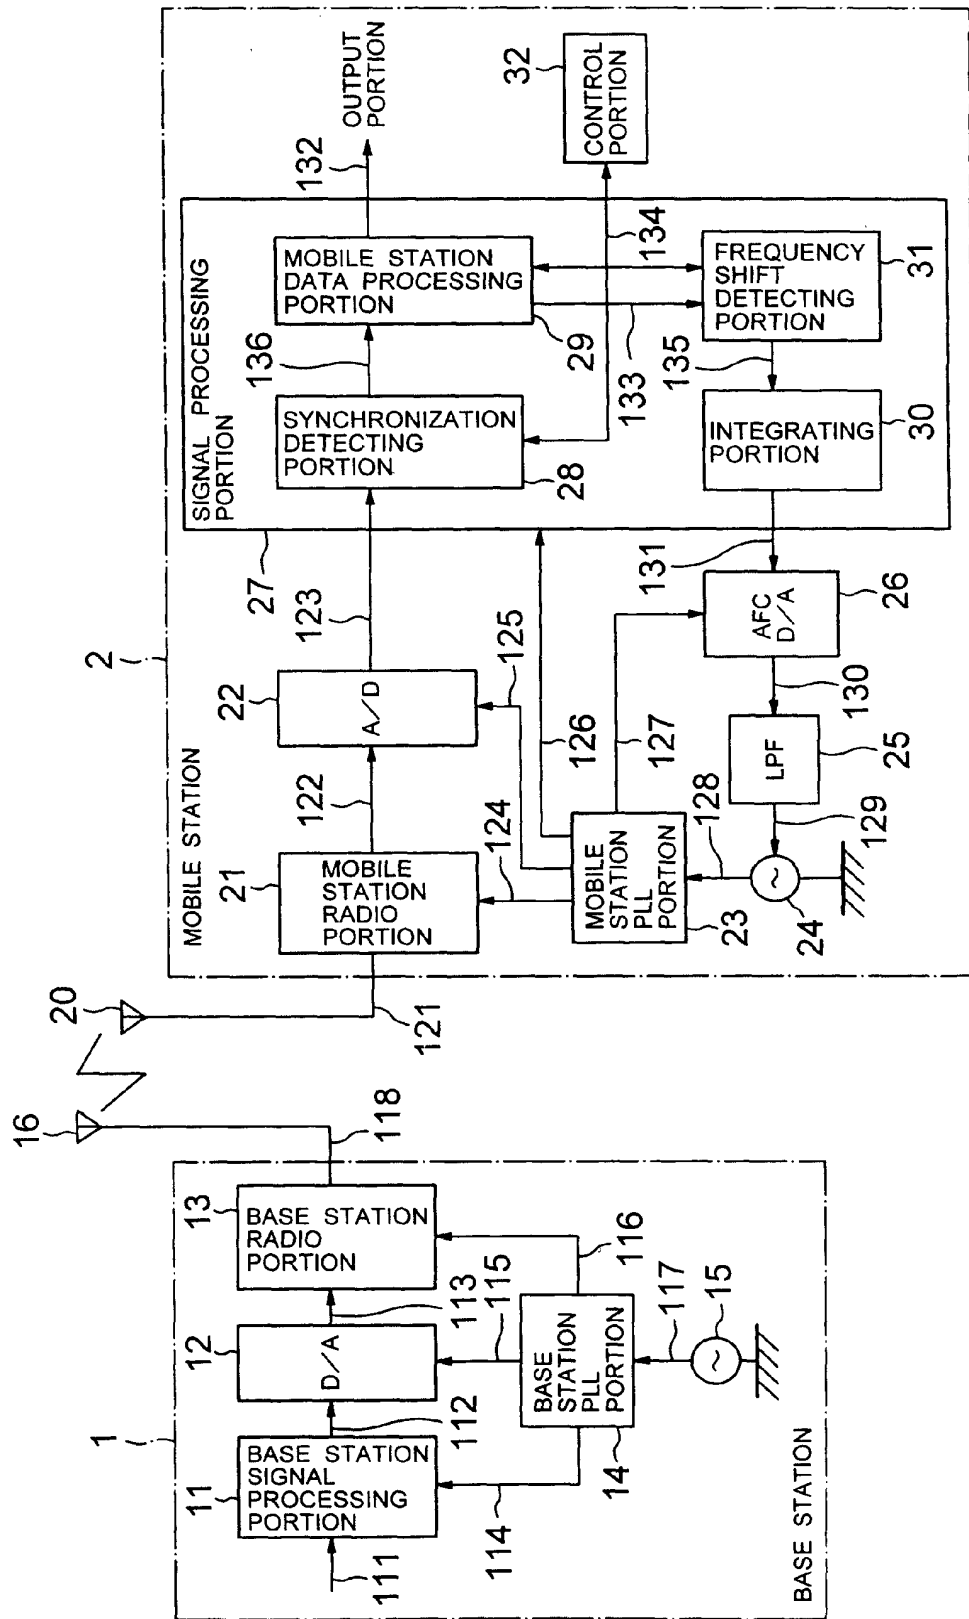 1
11
BASE STATION
SIGNAL
PROCESSING
PORTION
111
112
12
D/A
113
13
BASE STATION
RADIO
PORTION
118
16
114
115
116
BASE
STATION
PLL
PORTION
14
117
15
BASE STATION
2
MOBILE STATION
20
121
21
MOBILE
STATION
RADIO
PORTION
122
22
A/D
123
27
SIGNAL PROCESSING
PORTION
SYNCHRONIZATION
DETECTING
PORTION
28
136
MOBILE STATION
DATA PROCESSING
PORTION
29
132
OUTPUT
PORTION
32
CONTROL
PORTION
134
133
124
125
126
127
MOBILE
STATION
PLL
PORTION
23
128
24
129
LPF
25
130
AFC
D/A
26
131
INTEGRATING
PORTION
30
135
FREQUENCY
SHIFT
DETECTING
PORTION
31